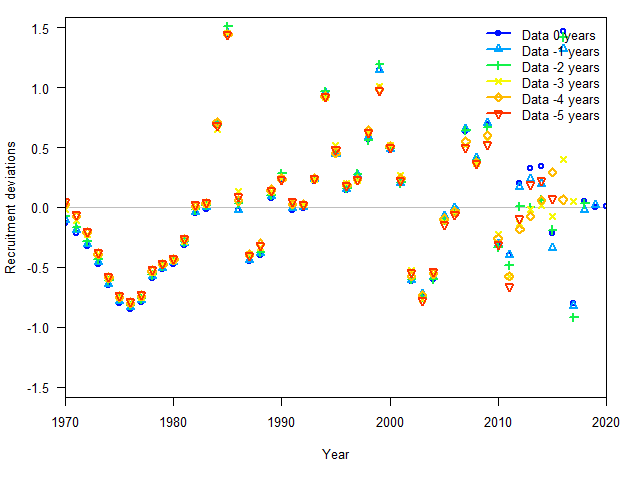 1.5
1.0
0.5
0.0
-0.5
-1.0
-1.5
Recruitment deviations
1970
1980
1990
2000
2010
2020
Year
Data 0 years
Data -1 years
Data -2 years
Data -3 years
Data -4 years
Data -5 years